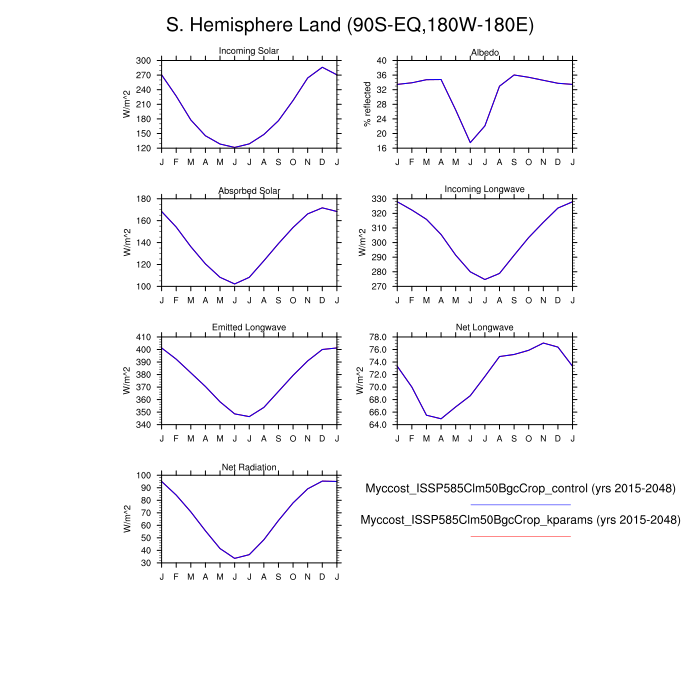 S. Hemisphere Land (90S-EQ,180W-180E)
Incoming Solar
W/m^2
300
270
240
210
180
150
120
J F M A M J J A S O N D J
Albedo
% reflected
40
36
32
28
24
20
16
J F M A M J J A S O N D J
Absorbed Solar
W/m^2
180
160
140
120
100
J F M A M J J A S O N D J
Incoming Longwave
W/m^2
330
320
310
300
290
280
270
J F M A M J J A S O N D J
Emitted Longwave
W/m^2
410
400
390
380
370
360
350
340
J F M A M J J A S O N D J
Net Longwave
W/m^2
78.0
76.0
74.0
72.0
70.0
68.0
66.0
64.0
J F M A M J J A S O N D J
Net Radiation
W/m^2
100
90
80
70
60
50
40
30
J F M A M J J A S O N D J
Myccost_ISSP585Clm50BgcCrop_control (yrs 2015-2048)
Myccost_ISSP585Clm50BgcCrop_kparams (yrs 2015-2048)